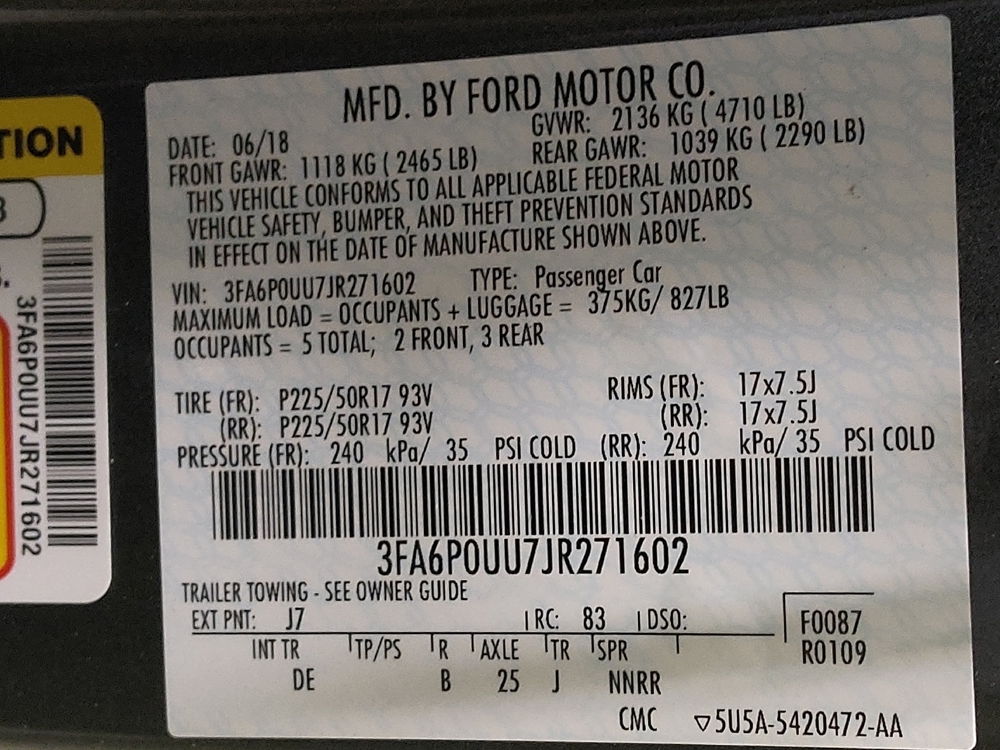 TION
3
3FA6P0UU7JR271602
MFD. BY FORD MOTOR CO.
DATE: 06/18 GVWR: 2136 KG ( 4710 LB)
FRONT GAWR: 1118 KG ( 2465 LB) REAR GAWR: 1039 KG ( 2290 LB)
THIS VEHICLE CONFORMS TO ALL APPLICABLE FEDERAL MOTOR
VEHICLE SAFETY, BUMPER, AND THEFT PREVENTION STANDARDS
IN EFFECT ON THE DATE OF MANUFACTURE SHOWN ABOVE.
VIN: 3FA6P0UU7JR271602 TYPE: Passenger Car
MAXIMUM LOAD = OCCUPANTS + LUGGAGE = 375KG/ 827LB
OCCUPANTS = 5 TOTAL; 2 FRONT, 3 REAR
TIRE (FR): P225/50R17 93V RIMS (FR): 17x7.5J
(RR): P225/50R17 93V (RR): 17x7.5J
PRESSURE (FR): 240 kPa/ 35 PSI COLD (RR): 240 kPa/ 35 PSI COLD
3FA6P0UU7JR271602
TRAILER TOWING - SEE OWNER GUIDE
EXT PNT: J7 RC: 83 DSO: F0087
INT TR TP/PS R AXLE TR SPR R0109
DE B 25 J NNRR
CMC ▽5U5A-5420472-AA